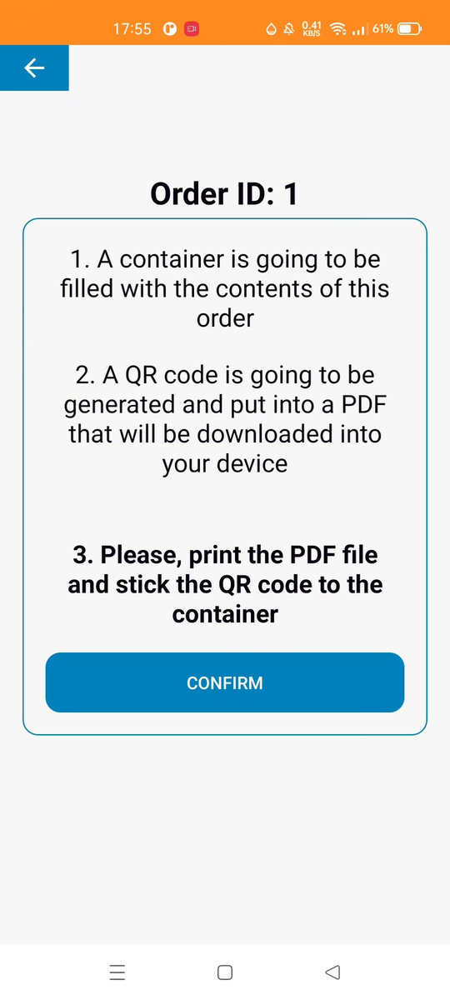 17:55 0.41 KB/S 61%
Order ID: 1
1. A container is going to be
filled with the contents of this
order
2. A QR code is going to be
generated and put into a PDF
that will be downloaded into
your device
3. Please, print the PDF file
and stick the QR code to the
container
CONFIRM